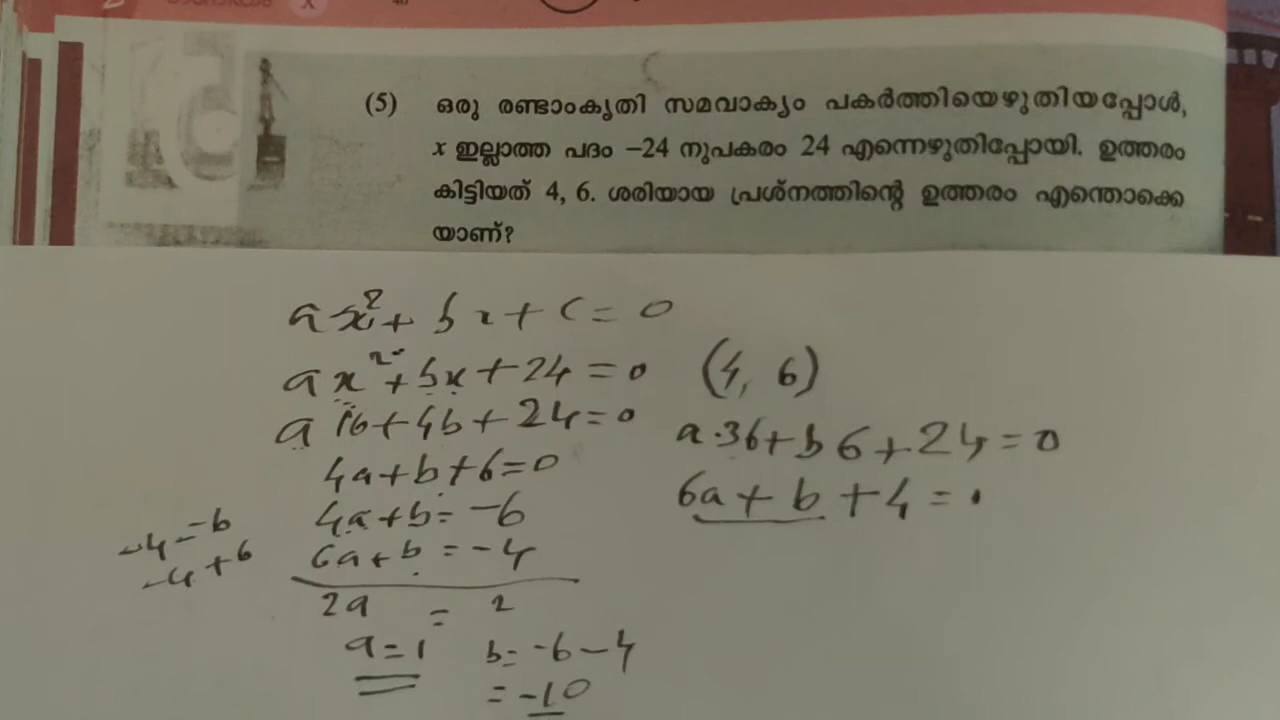 (5) ഒരു രണ്ടാംകൃതി സമവാക്യം പകർത്തിയെഴുതിയപ്പോൾ,
x ഇല്ലാത്ത പദം −24 നുപകരം 24 എന്നെഴുതിപ്പോയി. ഉത്തരം
കിട്ടിയത് 4, 6. ശരിയായ പ്രശ്നത്തിന്റെ ഉത്തരം എന്തൊക്കെ
യാണ്?
ax² + bx + c = 0
ax² + bx + 24 = 0 (4, 6)
a 16 + 4b + 24 = 0
a·36 + b 6 + 24 = 0
4a + b + 6 = 0
6a + b + 4 = 0
4a + b = -6
6a + b = -4
-4 = -6
-4 + 6
2a = 2
a = 1 b = -6 - 4
= -10